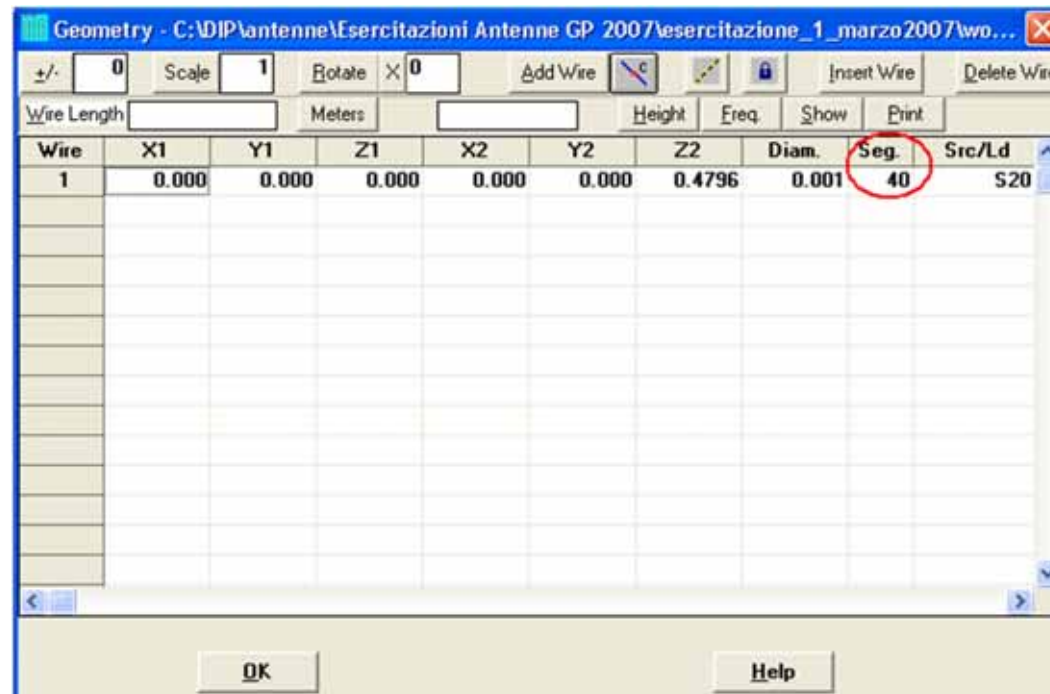 Geometry - C:\DIP\antenne\Esercitazioni Antenne GP 2007\esercitazione_1_marzo2007\wo...
+/- 0 Scale 1 Rotate X 0 Add Wire C Insert Wire Delete Wire
Wire Length Meters Height Freq. Show Print
Wire X1 Y1 Z1 X2 Y2 Z2 Diam. Seg. Src/Ld
1 0.000 0.000 0.000 0.000 0.000 0.4796 0.001 40 S20
OK Help